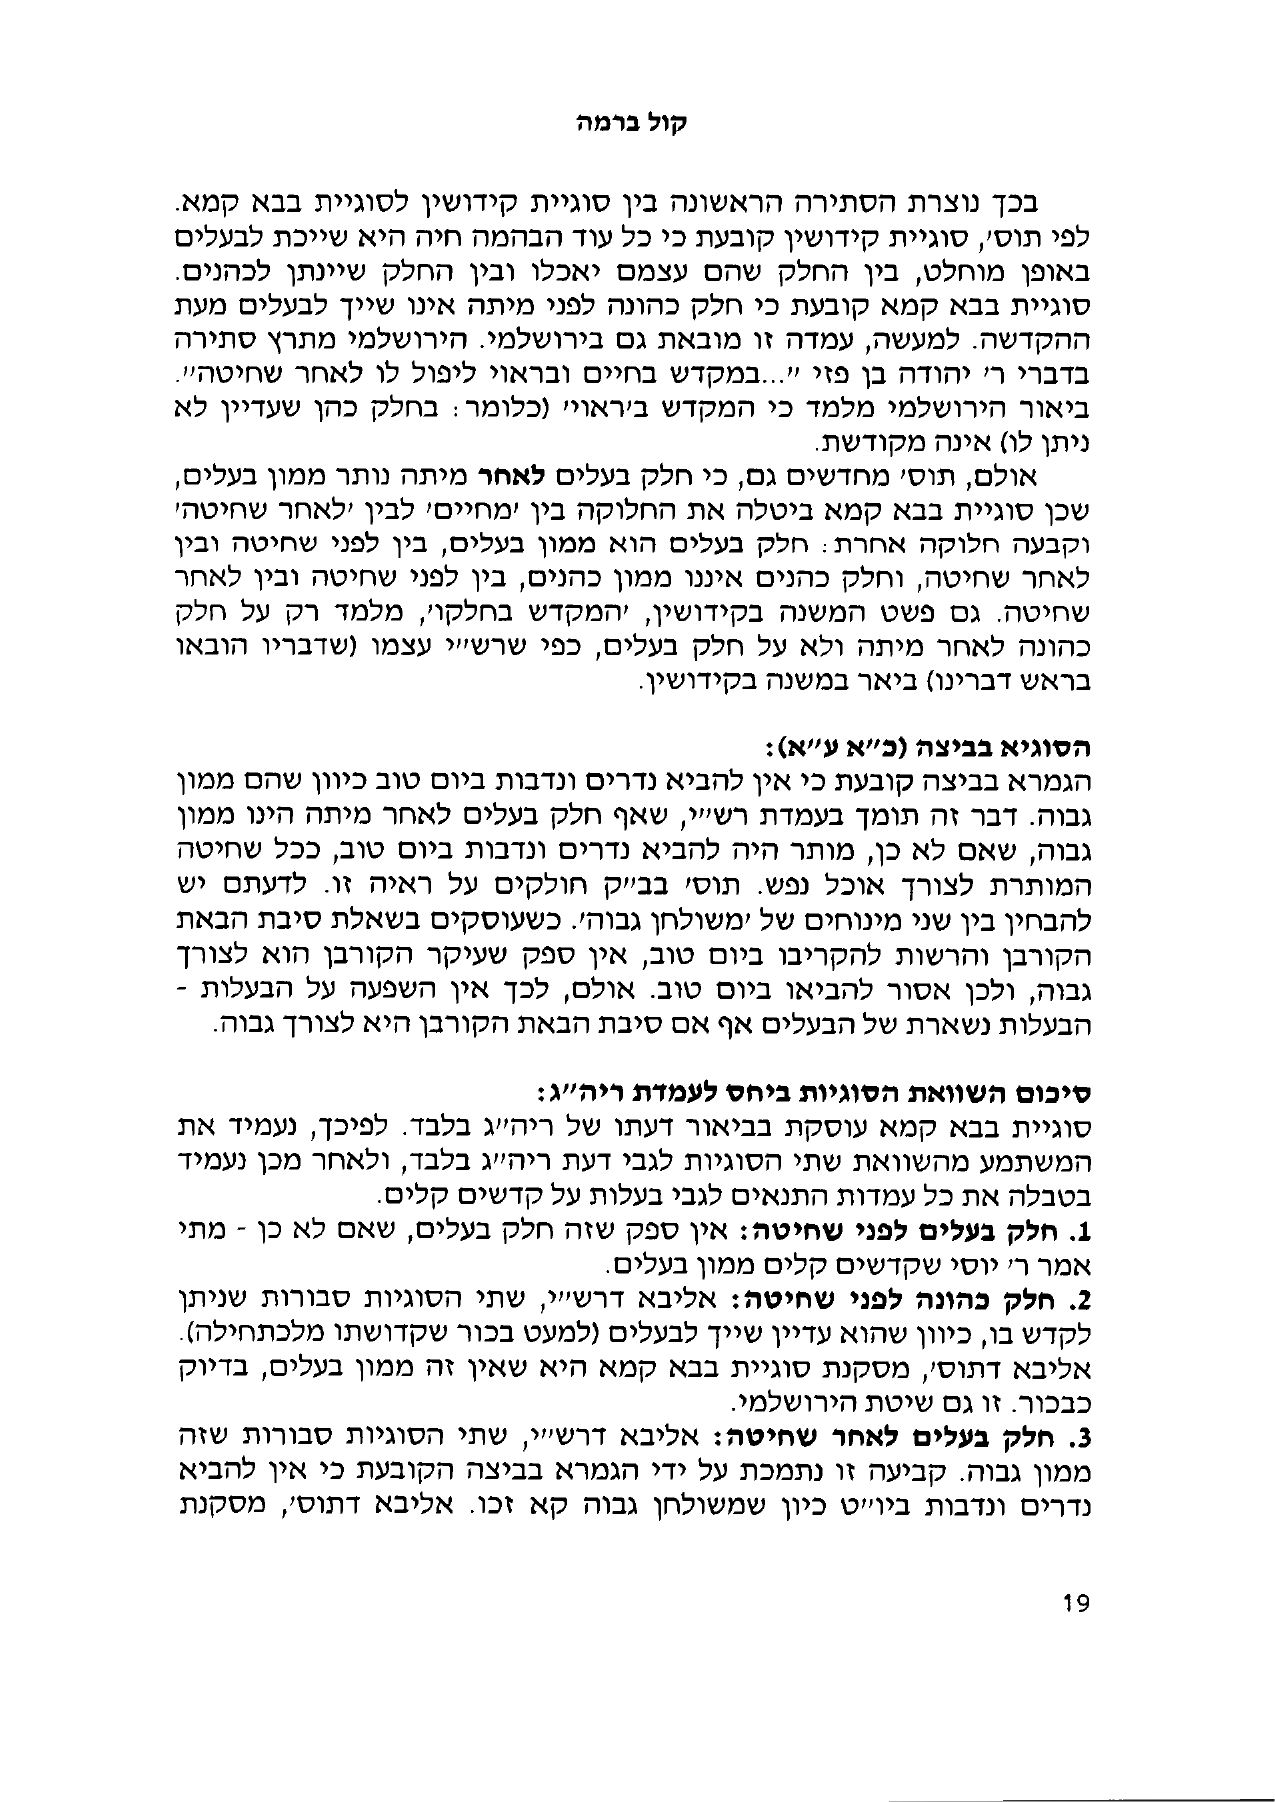 קול ברמה
בכך נוצרת הסתירה הראשונה בין סוגיית קידושין לסוגיית בבא קמא.
לפי תוס', סוגיית קידושין קובעת כי כל עוד הבהמה חיה היא שייכת לבעלים
באופן מוחלט, בין החלק שהם עצמם יאכלו ובין החלק שיינתן לכהנים.
סוגיית בבא קמא קובעת כי חלק כהונה לפני מיתה אינו שייך לבעלים מעת
ההקדשה. למעשה, עמדה זו מובאת גם בירושלמי. הירושלמי מתרץ סתירה
בדברי ר' יהודה בן פזי "...במקדש בחיים ובראוי ליפול לו לאחר שחיטה".
ביאור הירושלמי מלמד כי המקדש ב'ראוי' (כלומר: בחלק כהן שעדיין לא
ניתן לו) אינה מקודשת.
אולם, תוס' מחדשים גם, כי חלק בעלים לאחר מיתה נותר ממון בעלים,
שכן סוגיית בבא קמא ביטלה את החלוקה בין 'מחיים' לבין 'לאחר שחיטה'
וקבעה חלוקה אחרת: חלק בעלים הוא ממון בעלים, בין לפני שחיטה ובין
לאחר שחיטה, וחלק כהנים איננו ממון כהנים, בין לפני שחיטה ובין לאחר
שחיטה. גם פשט המשנה בקידושין, 'המקדש בחלקו', מלמד רק על חלק
כהונה לאחר מיתה ולא על חלק בעלים, כפי שרש"י עצמו (שדבריו הובאו
בראש דברינו) ביאר במשנה בקידושין.
הסוגיא בביצה (כ"א ע"א):
הגמרא בביצה קובעת כי אין להביא נדרים ונדבות ביום טוב כיוון שהם ממון
גבוה. דבר זה תומך בעמדת רש"י, שאף חלק בעלים לאחר מיתה הינו ממון
גבוה, שאם לא כן, מותר היה להביא נדרים ונדבות ביום טוב, ככל שחיטה
המותרת לצורך אוכל נפש. תוס' בב"ק חולקים על ראיה זו. לדעתם יש
להבחין בין שני מינוחים של 'משולחן גבוה'. כשעוסקים בשאלת סיבת הבאת
הקורבן והרשות להקריבו ביום טוב, אין ספק שעיקר הקורבן הוא לצורך
גבוה, ולכן אסור להביאו ביום טוב. אולם, לכך אין השפעה על הבעלות -
הבעלות נשארת של הבעלים אף אם סיבת הבאת הקורבן היא לצורך גבוה.
סיכום השוואת הסוגיות ביחס לעמדת ריה"ג:
סוגיית בבא קמא עוסקת בביאור דעתו של ריה"ג בלבד. לפיכך, נעמיד את
המשתמע מהשוואת שתי הסוגיות לגבי דעת ריה"ג בלבד, ולאחר מכן נעמיד
בטבלה את כל עמדות התנאים לגבי בעלות על קדשים קלים.
1. חלק בעלים לפני שחיטה: אין ספק שזה חלק בעלים, שאם לא כן - מתי
אמר ר' יוסי שקדשים קלים ממון בעלים.
2. חלק כהונה לפני שחיטה: אליבא דרש"י, שתי הסוגיות סבורות שניתן
לקדש בו, כיוון שהוא עדיין שייך לבעלים (למעט בכור שקדושתו מלכתחילה).
אליבא דתוס', מסקנת סוגיית בבא קמא היא שאין זה ממון בעלים, בדיוק
כבכור. זו גם שיטת הירושלמי.
3. חלק בעלים לאחר שחיטה: אליבא דרש"י, שתי הסוגיות סבורות שזה
ממון גבוה. קביעה זו נתמכת על ידי הגמרא בביצה הקובעת כי אין להביא
נדרים ונדבות ביו"ט כיון שמשולחן גבוה קא זכו. אליבא דתוס', מסקנת
19